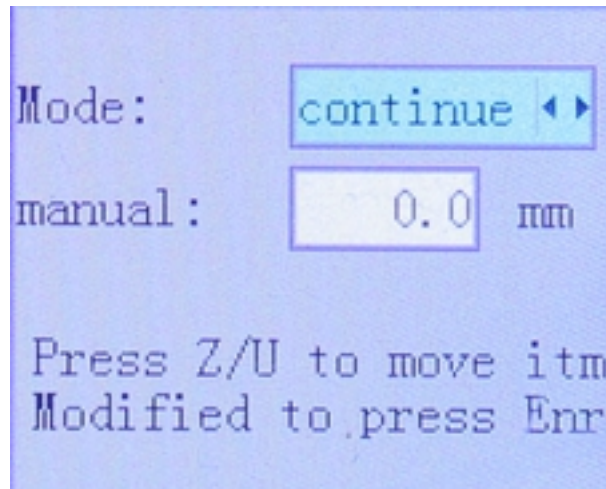 Mode: continue
manual: 0.0 mm
Press Z/U to move itm
Modified to press Enr